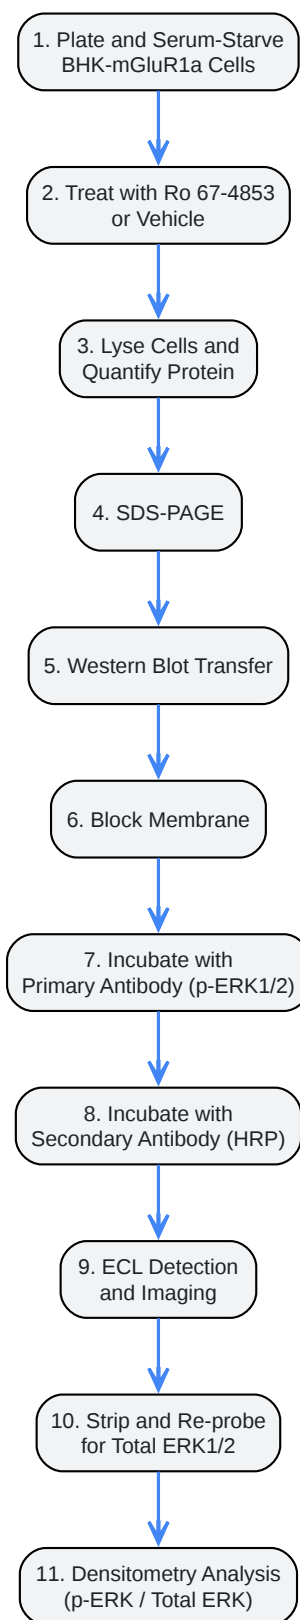 1. Plate and Serum-Starve
BHK-mGluR1a Cells
2. Treat with Ro 67-4853
or Vehicle
3. Lyse Cells and
Quantify Protein
4. SDS-PAGE
5. Western Blot Transfer
6. Block Membrane
7. Incubate with
Primary Antibody (p-ERK1/2)
8. Incubate with
Secondary Antibody (HRP)
9. ECL Detection
and Imaging
10. Strip and Re-probe
for Total ERK1/2
11. Densitometry Analysis
(p-ERK / Total ERK)